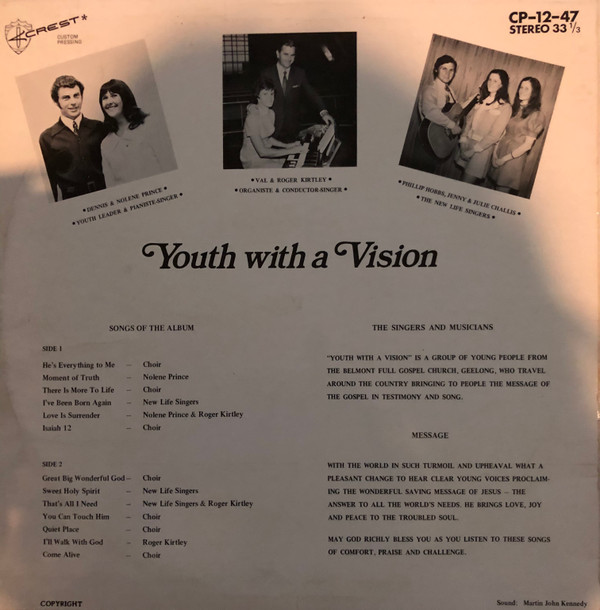 CREST*
CUSTOM
PRESSING
CP-12-47
STEREO 33 1/3
• DENNIS & NOLENE PRINCE •
• YOUTH LEADER & PIANISTE-SINGER •
• VAL & ROGER KIRTLEY •
• ORGANISTE & CONDUCTOR-SINGER •
• PHILLIP HOBBS, JENNY & JULIE CHALLIS •
• THE NEW LIFE SINGERS •
Youth with a Vision
SONGS OF THE ALBUM
SIDE 1
He's Everything to Me – Choir
Moment of Truth – Nolene Prince
There Is More To Life – Choir
I've Been Born Again – New Life Singers
Love Is Surrender – Nolene Prince & Roger Kirtley
Isaiah 12 – Choir
SIDE 2
Great Big Wonderful God – Choir
Sweet Holy Spirit – New Life Singers
That's All I Need – New Life Singers & Roger Kirtley
You Can Touch Him – Choir
Quiet Place – Choir
I'll Walk With God – Roger Kirtley
Come Alive – Choir
THE SINGERS AND MUSICIANS
"YOUTH WITH A VISION" IS A GROUP OF YOUNG PEOPLE FROM
THE BELMONT FULL GOSPEL CHURCH, GEELONG, WHO TRAVEL
AROUND THE COUNTRY BRINGING TO PEOPLE THE MESSAGE OF
THE GOSPEL IN TESTIMONY AND SONG.
MESSAGE
WITH THE WORLD IN SUCH TURMOIL AND UPHEAVAL WHAT A
PLEASANT CHANGE TO HEAR CLEAR YOUNG VOICES PROCLAIM-
ING THE WONDERFUL SAVING MESSAGE OF JESUS – THE
ANSWER TO ALL THE WORLD'S NEEDS. HE BRINGS LOVE, JOY
AND PEACE TO THE TROUBLED SOUL.
MAY GOD RICHLY BLESS YOU AS YOU LISTEN TO THESE SONGS
OF COMFORT, PRAISE AND CHALLENGE.
COPYRIGHT
Sound: Martin John Kennedy